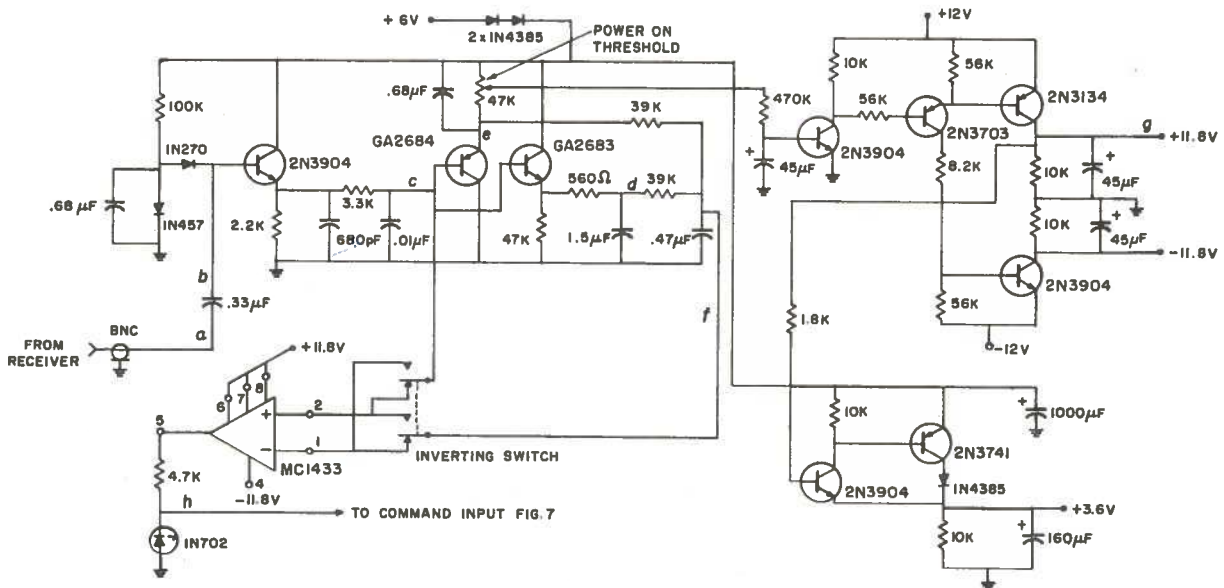 + 6V
2 x IN4385
POWER ON
THRESHOLD
+12V
100K
.68µF
47K
39K
470K
10K
56K
56K
2N3134
2N3703
g
+11.8V
IN270
2N3904
GA2684
e
GA2683
+
45µF
2N3904
8.2K
10K
+
45µF
.68 µF
IN457
2.2K
3.3K
c
560Ω
d
39K
680pF
.01µF
47K
1.5µF
.47µF
10K
+
45µF
-11.8V
b
.33µF
a
BNC
FROM
RECEIVER
f
1.8K
56K
2N3904
-12V
+11.8V
6
7
8
5
+
2
-
1
MC1433
4
-11.8V
INVERTING SWITCH
4.7K
h
TO COMMAND INPUT FIG. 7
IN702
10K
+
1000µF
2N3741
2N3904
IN4385
+3.6V
10K
+
160µF